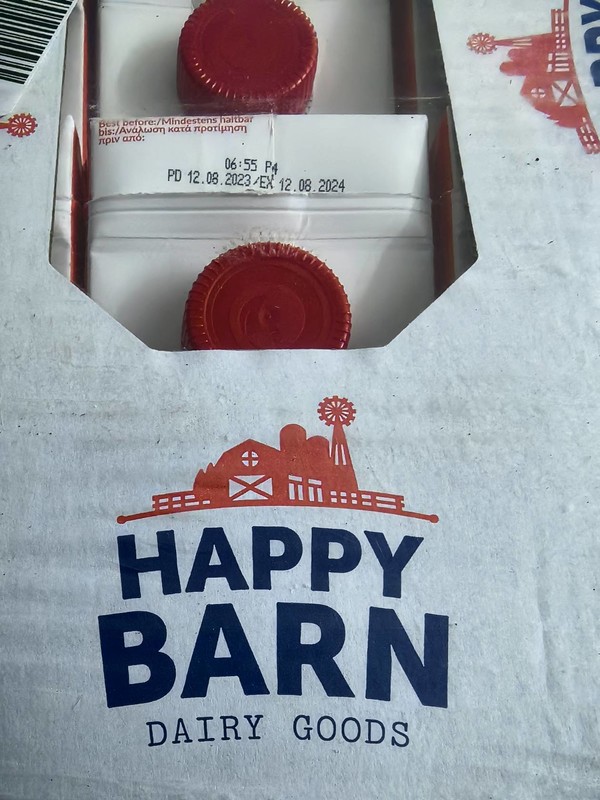 Best before:/Mindestens haltbar
bis:/Ανάλωση κατά προτίμηση
πριν από:
06:55 P4
PD 12.08.2023/EX 12.08.2024
HAPPY
BARN
DAIRY GOODS